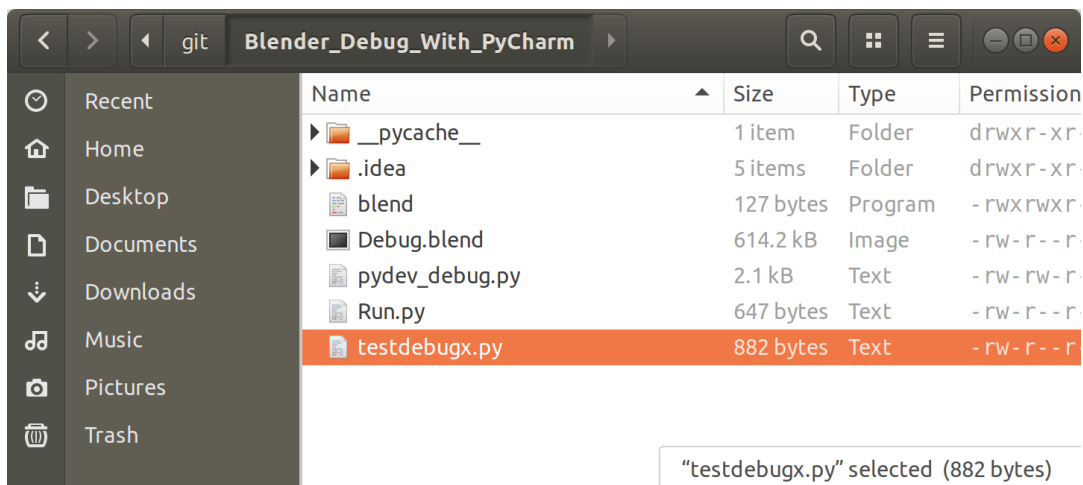 git Blender_Debug_With_PyCharm
Recent
Home
Desktop
Documents
Downloads
Music
Pictures
Trash
Name Size Type Permission
__pycache__ 1 item Folder drwxr-xr-
.idea 5 items Folder drwxr-xr-
blend 127 bytes Program -rwxrwxr-
Debug.blend 614.2 kB Image -rw-r--r-
pydev_debug.py 2.1 kB Text -rw-rw-r-
Run.py 647 bytes Text -rw-r--r-
testdebugx.py 882 bytes Text -rw-r--r-
“testdebugx.py” selected (882 bytes)